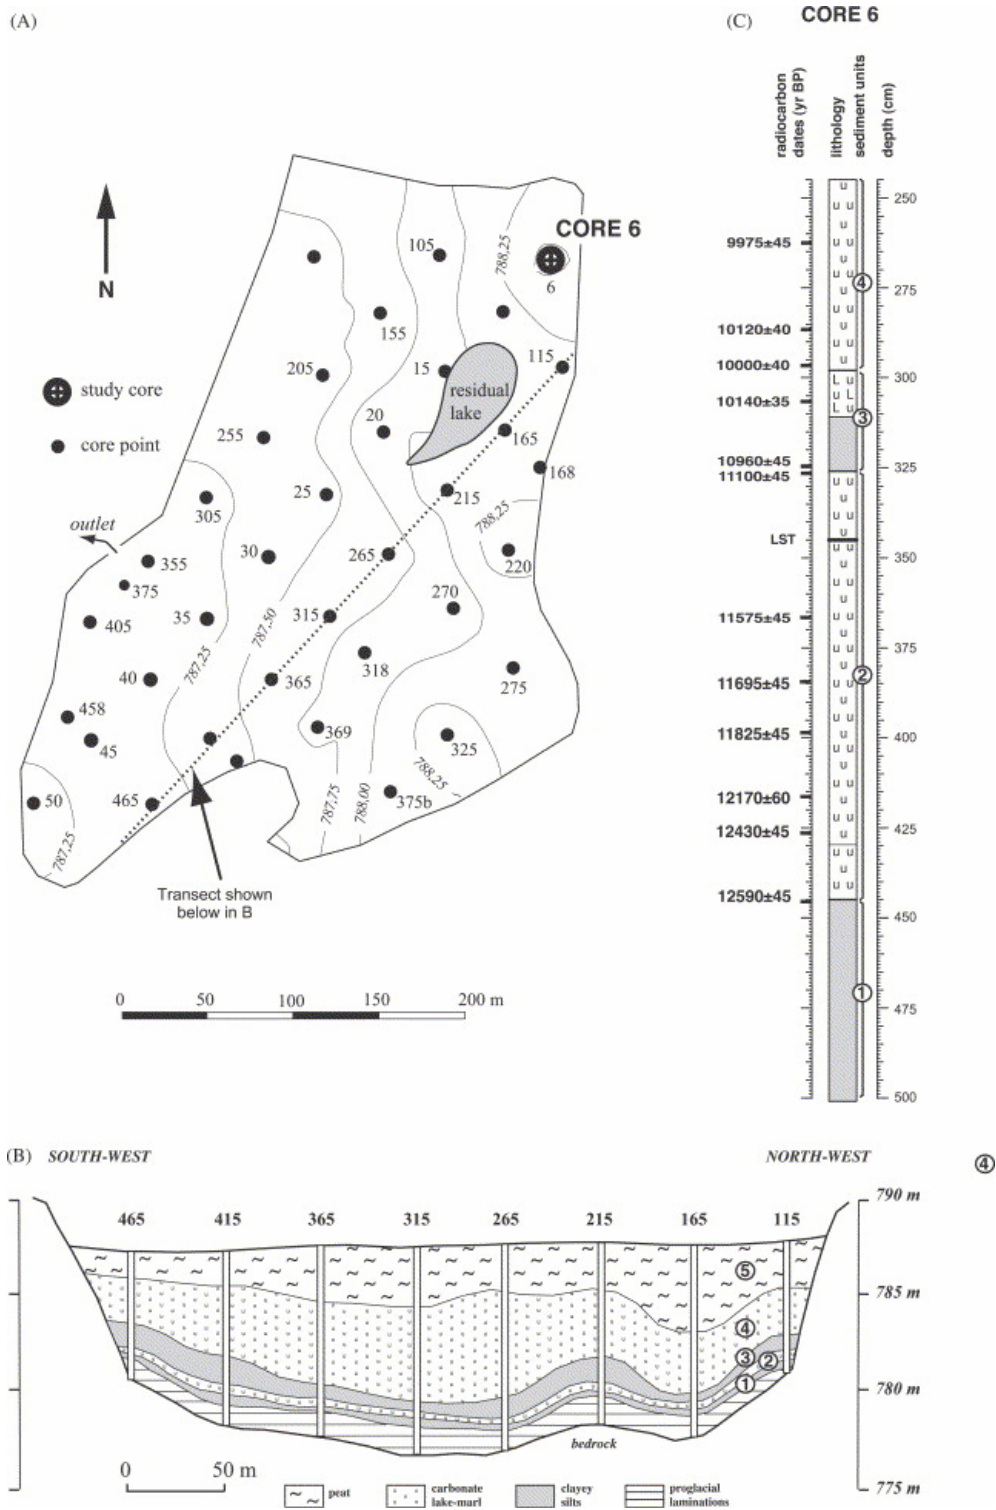 (A)
(C)
CORE 6
radiocarbon
dates (yr BP)
lithology
sediment units
depth (cm)
N
CORE 6
6
105
788,25
155
115
15
205
residual
lake
study core
core point
20
165
255
168
25
215
305
788,25
outlet
30
265
220
355
375
270
315
35
405
787,50
787,25
318
40
365
275
458
369
325
45
788,25
50
465
375b
787,75
788,00
787,25
Transect shown
below in B
0 50 100 150 200 m
250
9975±45
4
275
10120±40
10000±40
300
L U
U L
L U
10140±35
3
10960±45
11100±45
325
LST
350
11575±45
375
11695±45
2
11825±45
400
12170±60
12430±45
425
12590±45
450
1
475
500
(B) SOUTH-WEST
NORTH-WEST
4
790 m
465 415 365 315 265 215 165 115
5
785 m
4
3
2
1
780 m
bedrock
0 50 m
775 m
peat
carbonate
lake-marl
clayey
silts
proglacial
laminations